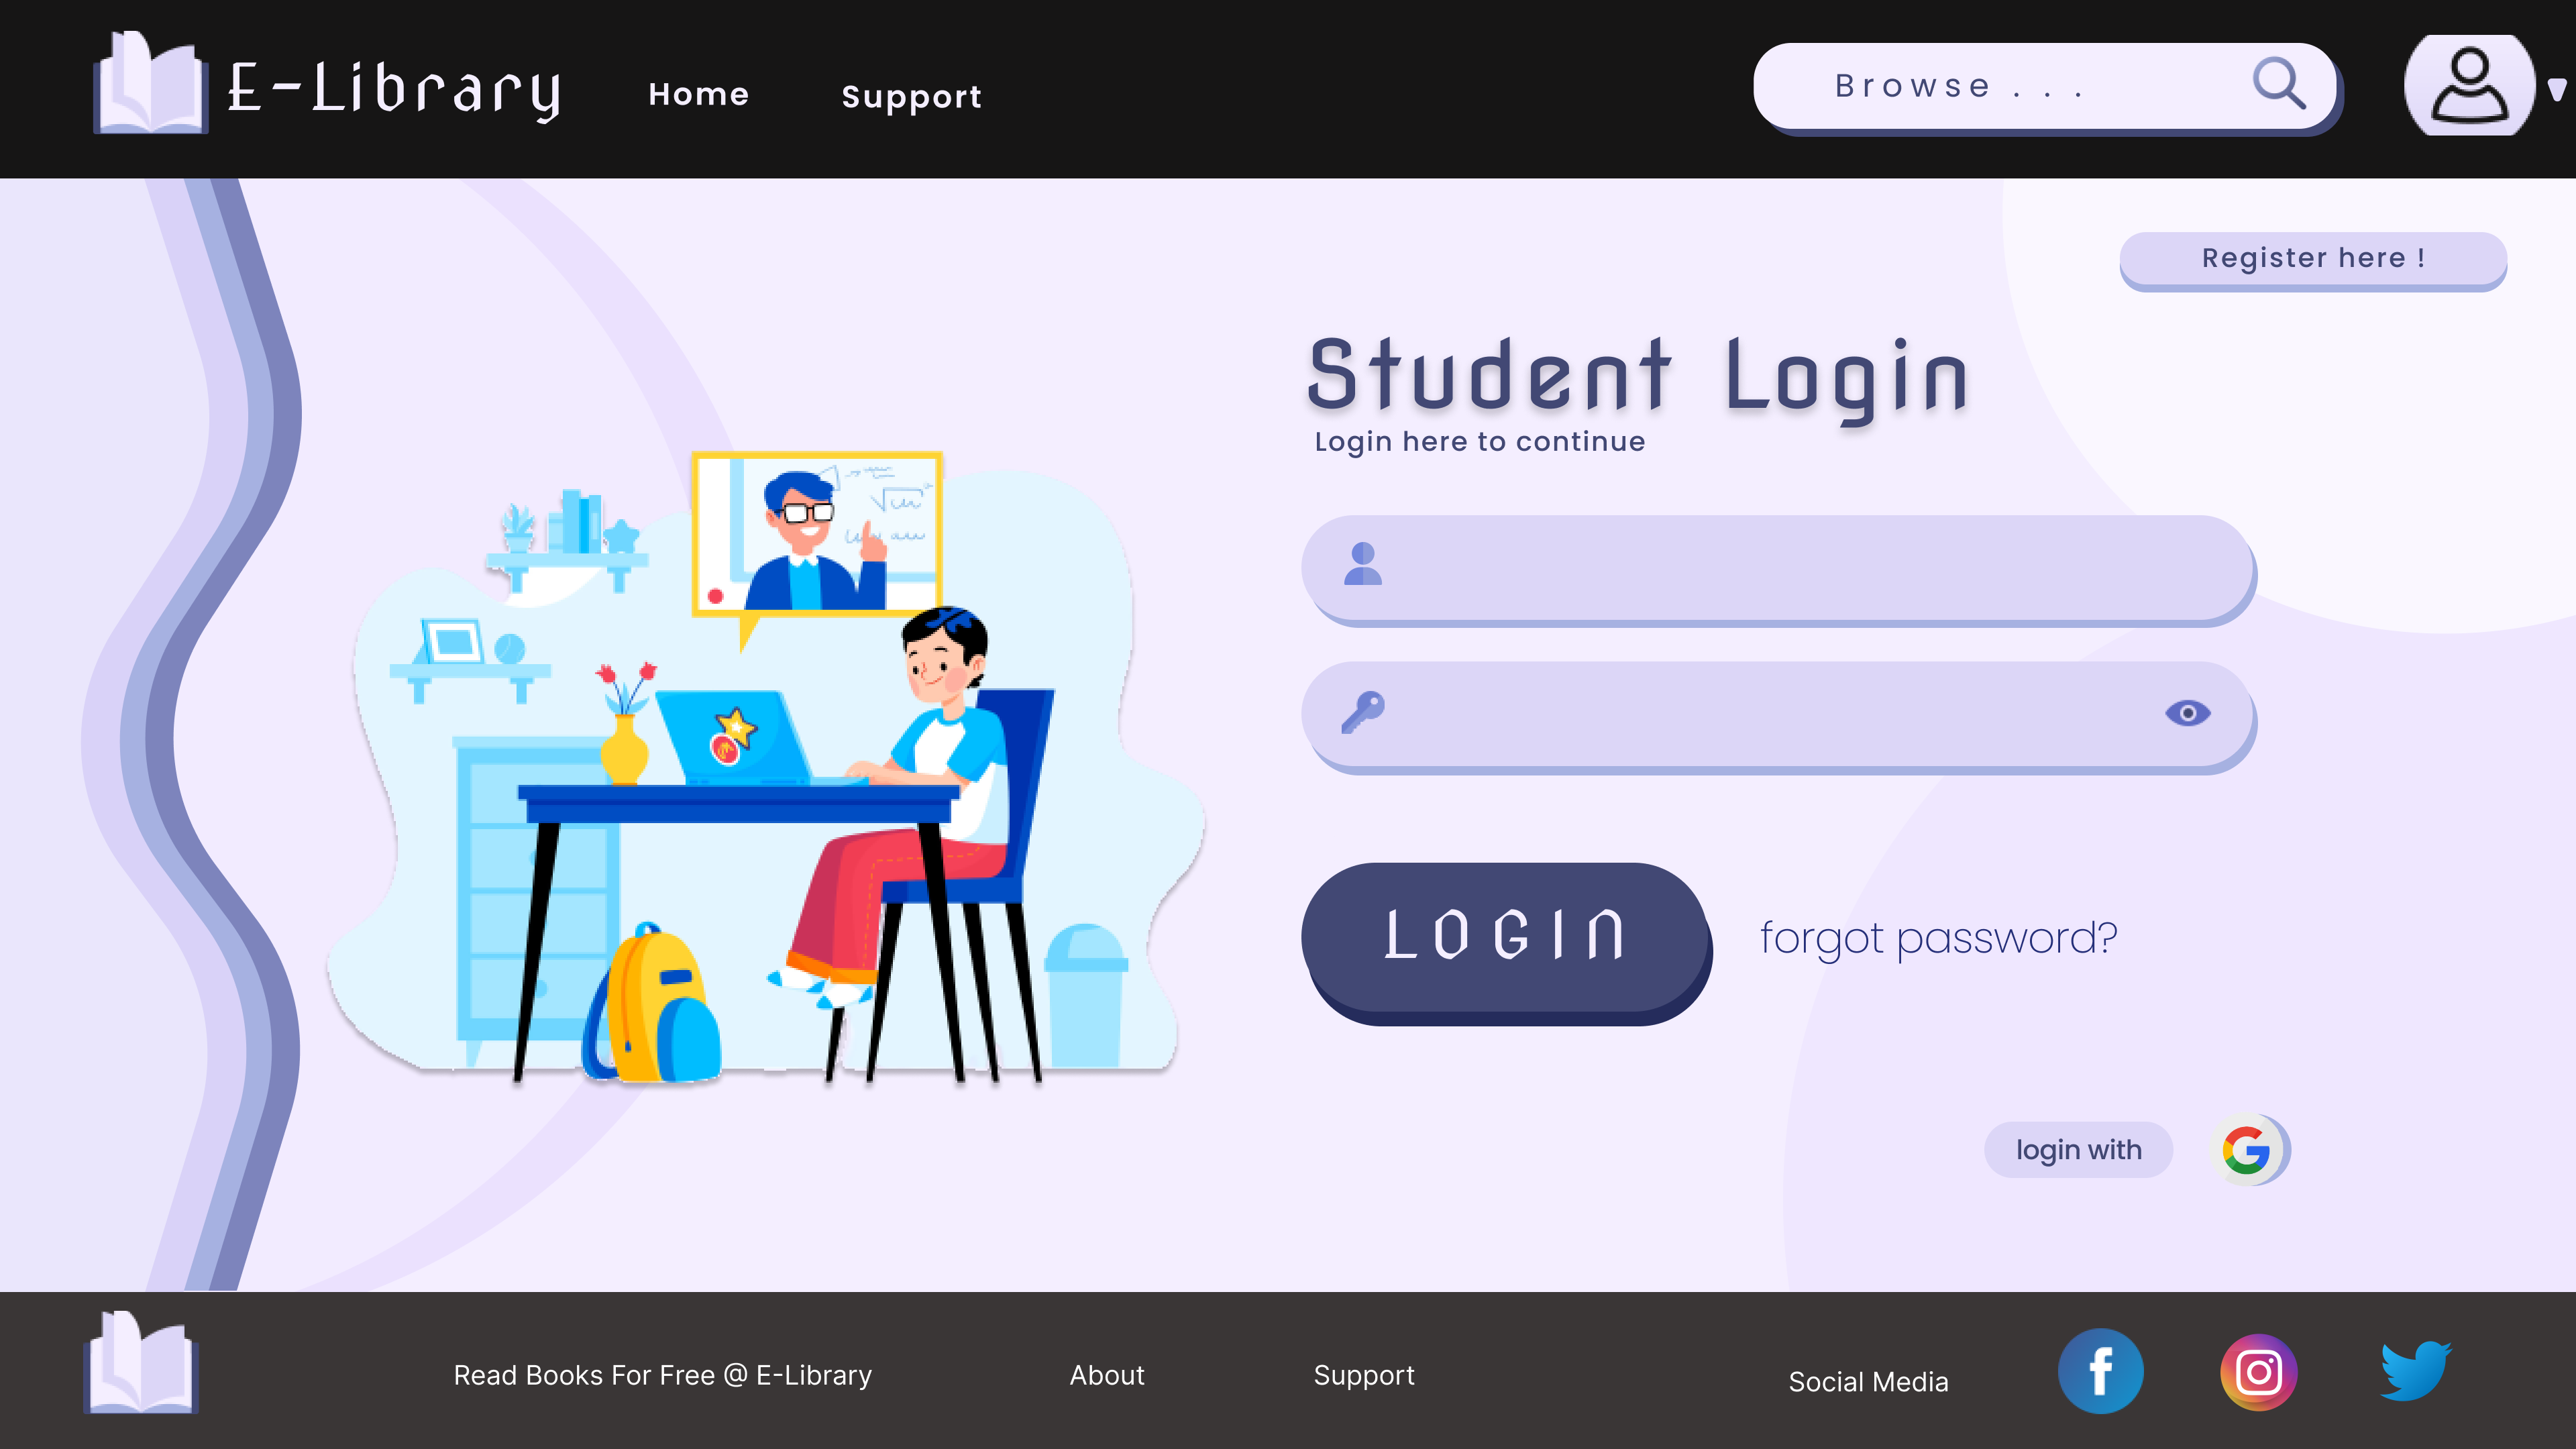 E-Library
Home
Support
Browse . . .
Register here !
Student Login
Login here to continue
LOGIN
forgot password?
login with
Read Books For Free @ E-Library
About
Support
Social Media